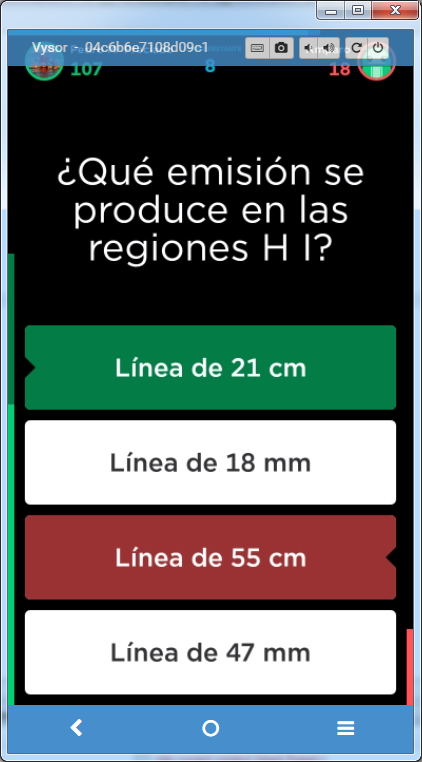 Vysor - 04c6b6e7108d09c1
107
8
18
¿Qué emisión se
produce en las
regiones H I?
Línea de 21 cm
Línea de 18 mm
Línea de 55 cm
Línea de 47 mm